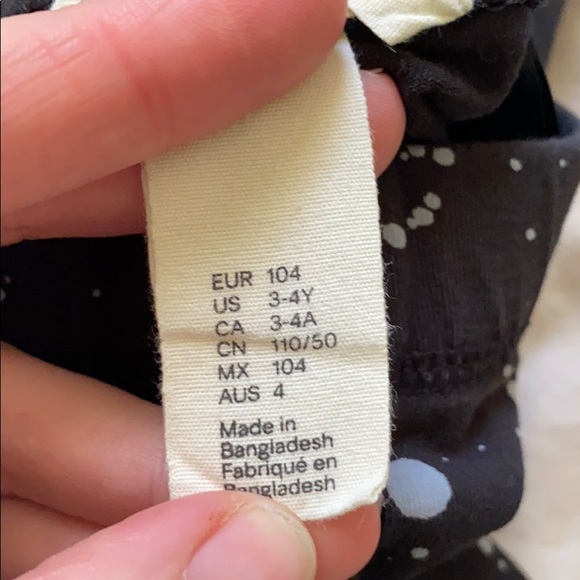 EUR 104
US 3-4Y
CA 3-4A
CN 110/50
MX 104
AUS 4
Made in
Bangladesh
Fabriqué en
Bangladesh